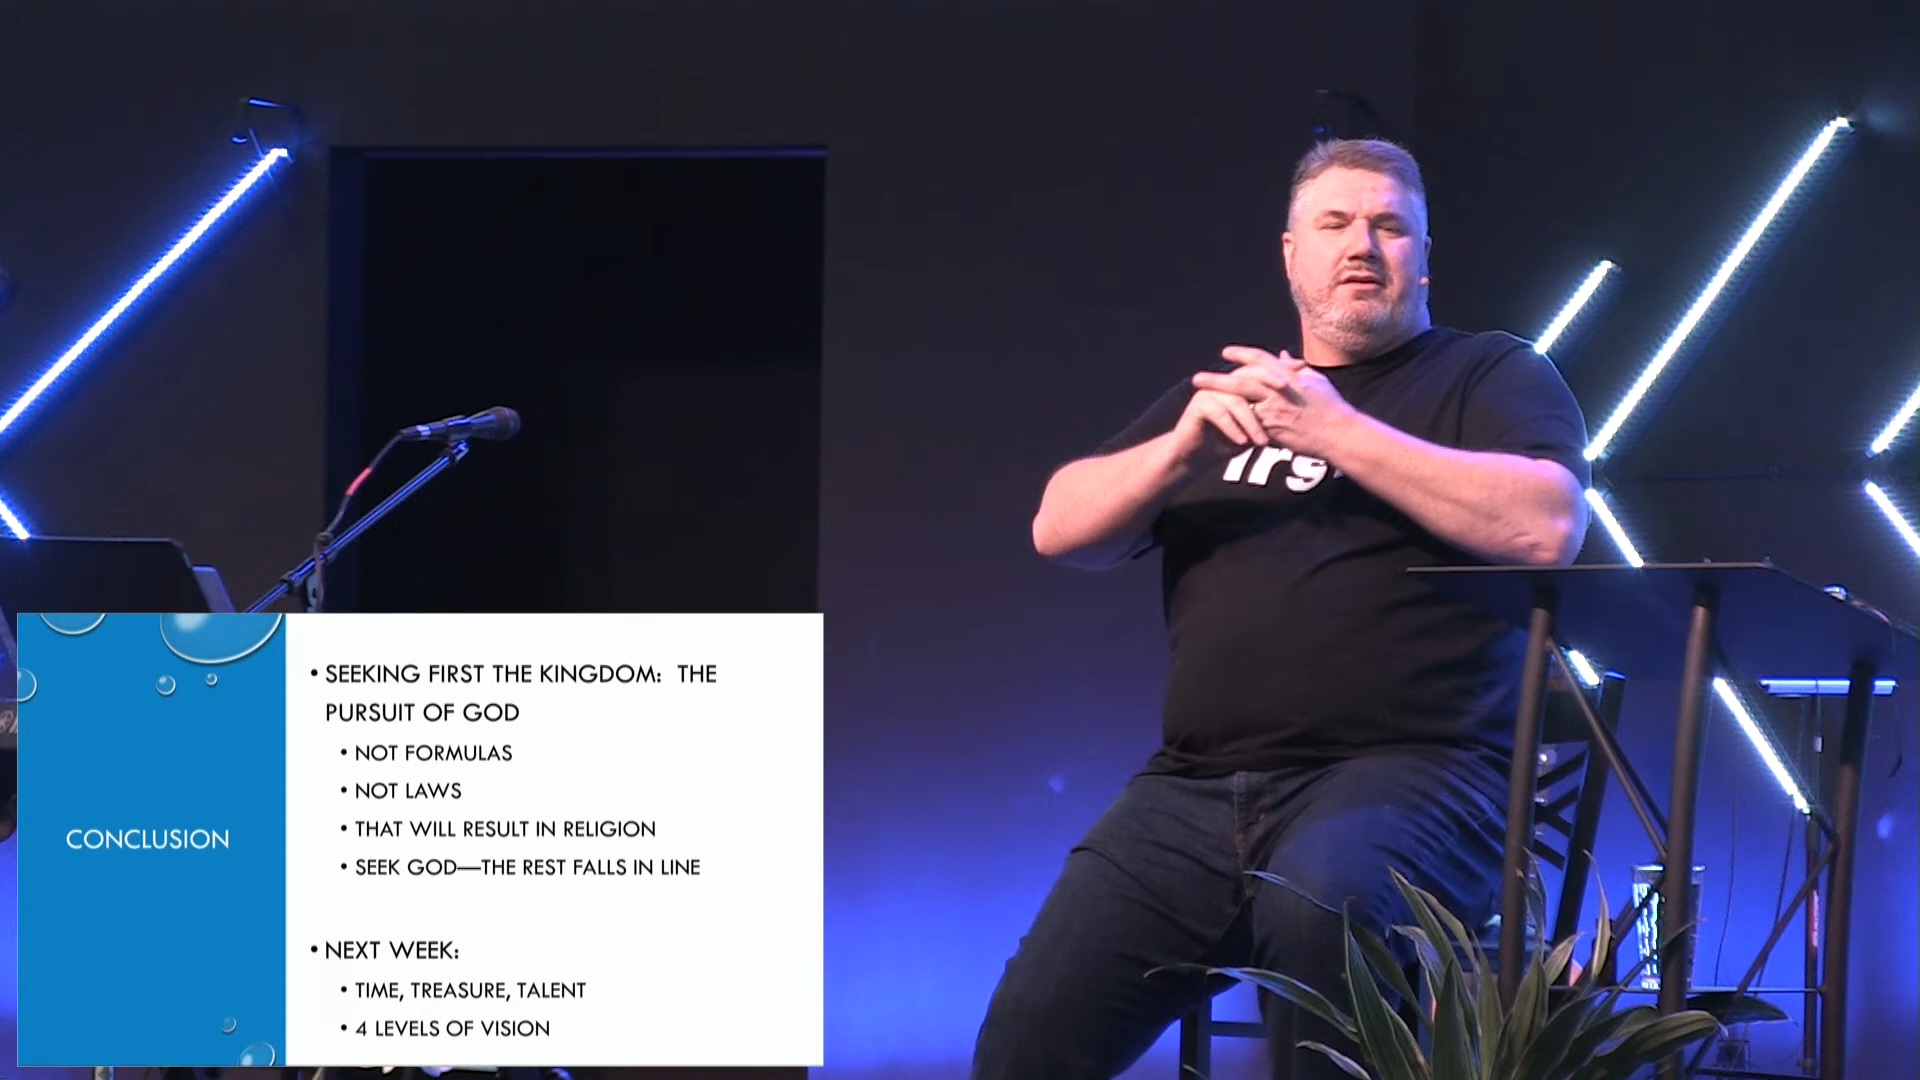 CONCLUSION
• SEEKING FIRST THE KINGDOM: THE
PURSUIT OF GOD
• NOT FORMULAS
• NOT LAWS
• THAT WILL RESULT IN RELIGION
• SEEK GOD—THE REST FALLS IN LINE
• NEXT WEEK:
• TIME, TREASURE, TALENT
• 4 LEVELS OF VISION